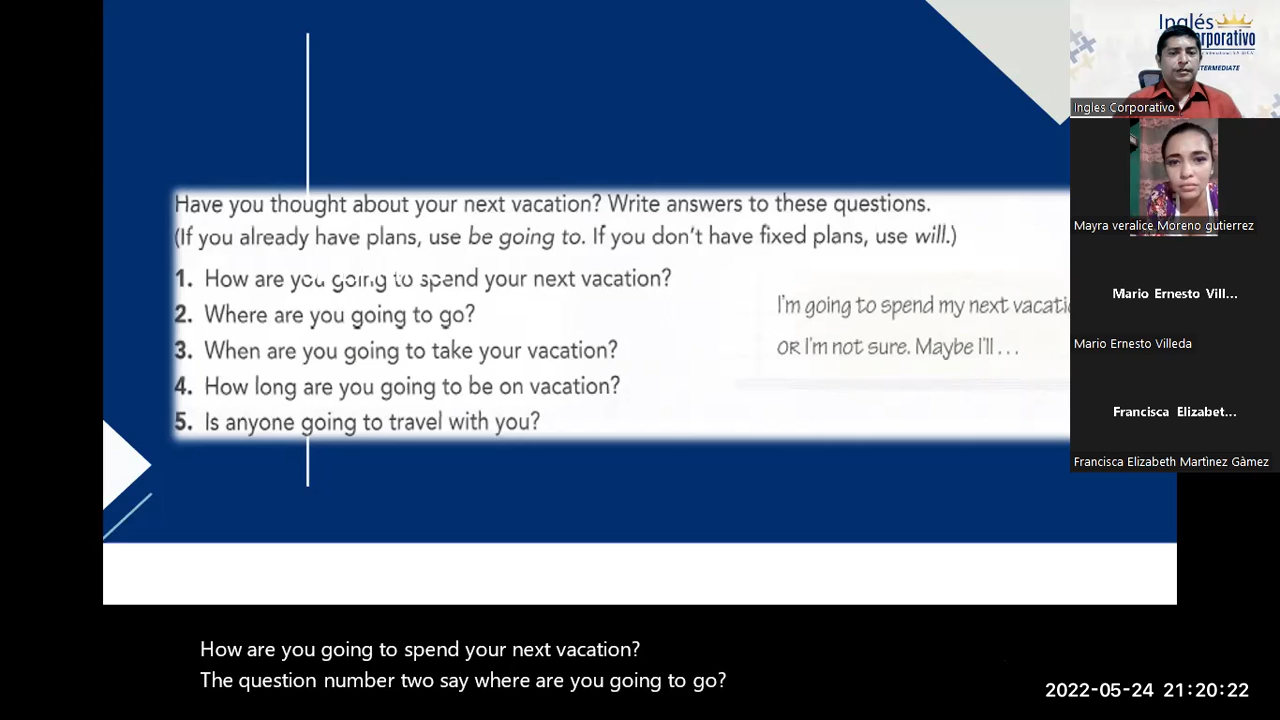 Have you thought about your next vacation? Write answers to these questions.
(If you already have plans, use be going to. If you don't have fixed plans, use will.)
1. How are you going to spend your next vacation?
2. Where are you going to go?
3. When are you going to take your vacation?
4. How long are you going to be on vacation?
5. Is anyone going to travel with you?
I'm going to spend my next
OR I'm not sure. Maybe I'll ...
Inglés
INTERMEDIATE
Ingles Corporativo
Mayra veralice Moreno gutierrez
Mario Ernesto Vill...
Mario Ernesto Villeda
Francisca Elizabet...
Francisca Elizabeth Martìnez Gàmez
How are you going to spend your next vacation?
The question number two say where are you going to go?
2022-05-24 21:20:22